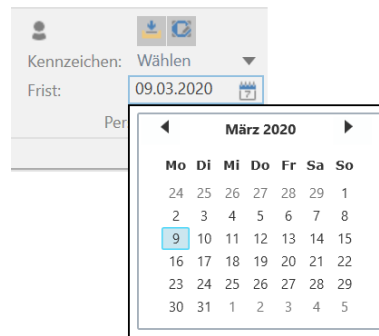 Kennzeichen: Wählen
Frist: 09.03.2020
7
Per
März 2020
Mo Di Mi Do Fr Sa So
24 25 26 27 28 29 1
2 3 4 5 6 7 8
9 10 11 12 13 14 15
16 17 18 19 20 21 22
23 24 25 26 27 28 29
30 31 1 2 3 4 5